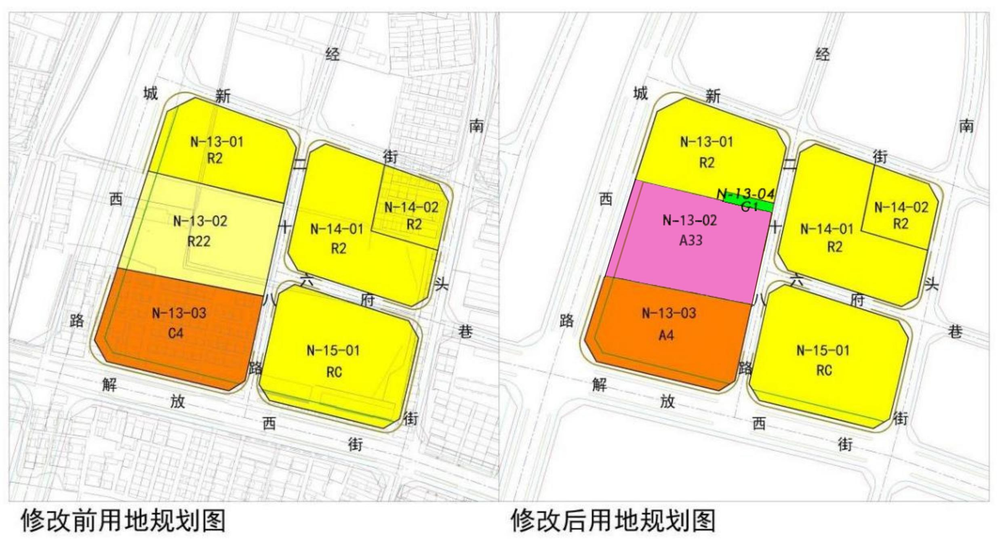 经
城
新
南
N-13-01
R2
街
二
西
N-14-02
R2
N-13-02
R22
十
N-14-01
R2
六
头
府
八
N-13-03
C4
路
巷
N-15-01
RC
路
解
放
西
街
街
修改前用地规划图
经
城
新
南
N-13-01
R2
街
二
西
N-13-04
G1
N-14-02
R2
N-13-02
A33
十
N-14-01
R2
六
头
府
八
N-13-03
A4
路
巷
N-15-01
RC
路
解
放
西
街
街
修改后用地规划图